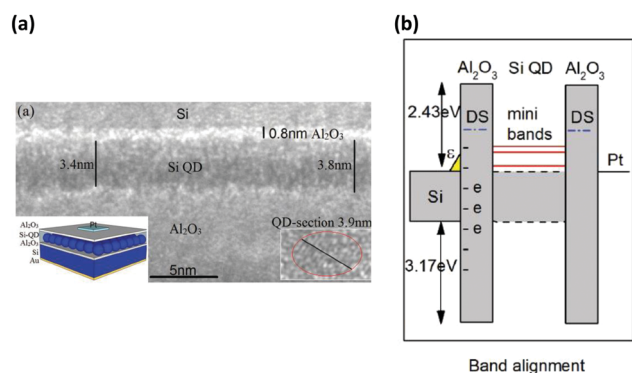 (a)
(a)
Si
0.8nm Al₂O₃
3.4nm
Si QD
3.8nm
Al₂O₃
QD-section 3.9nm
5nm
Pt
Al₂O₃
Si-QD
Al₂O₃
Si
Au
(b)
Al₂O₃ Si QD Al₂O₃
2.43eV
DS
mini
bands
DS
ε
Pt
Si
e
e
e
3.17eV
Band alignment